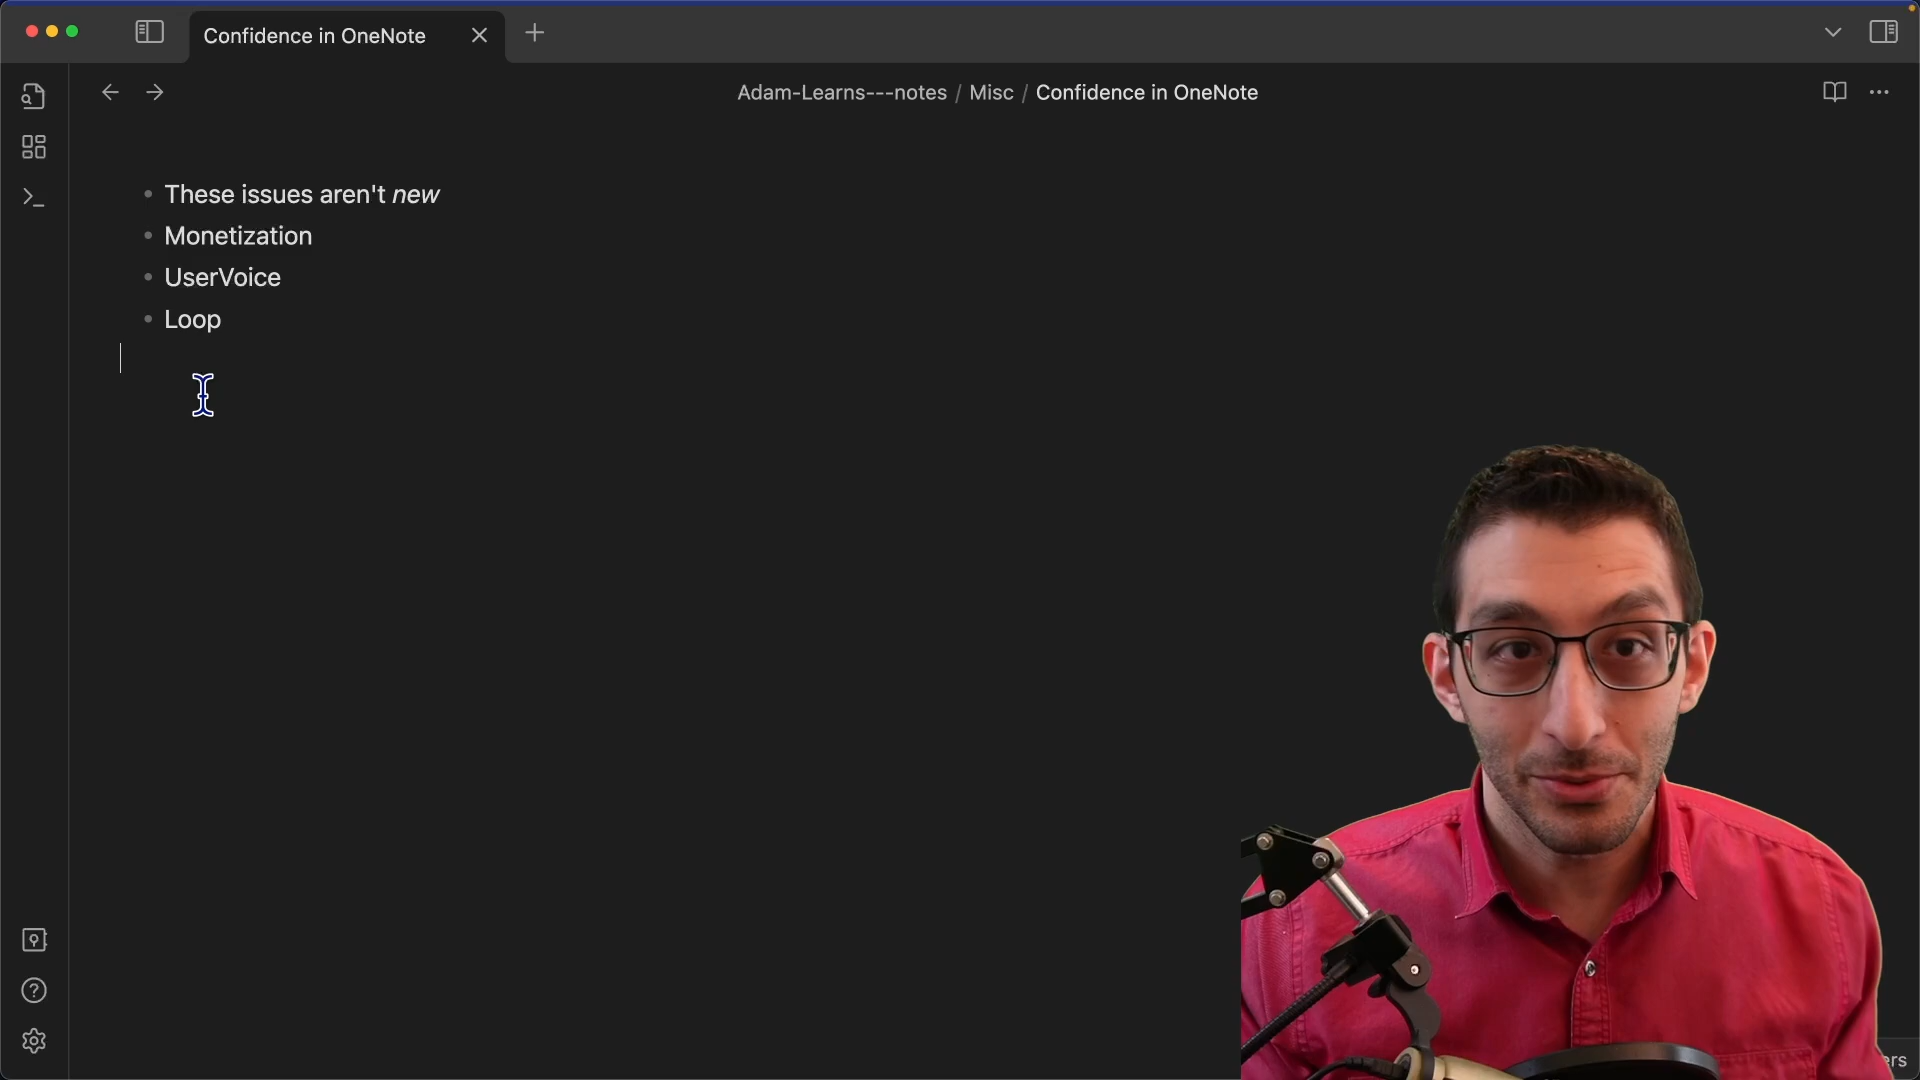 Confidence in OneNote
Adam-Learns---notes / Misc / Confidence in OneNote
• These issues aren't new
• Monetization
• UserVoice
• Loop